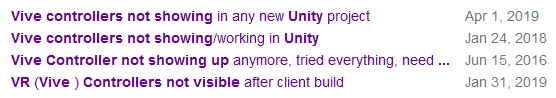 Vive controllers not showing in any new Unity project Apr 1, 2019
Vive controllers not showing/working in Unity Jan 24, 2018
Vive Controller not showing up anymore, tried everything, need ... Jun 15, 2016
VR (Vive ) Controllers not visible after client build Jan 31, 2019